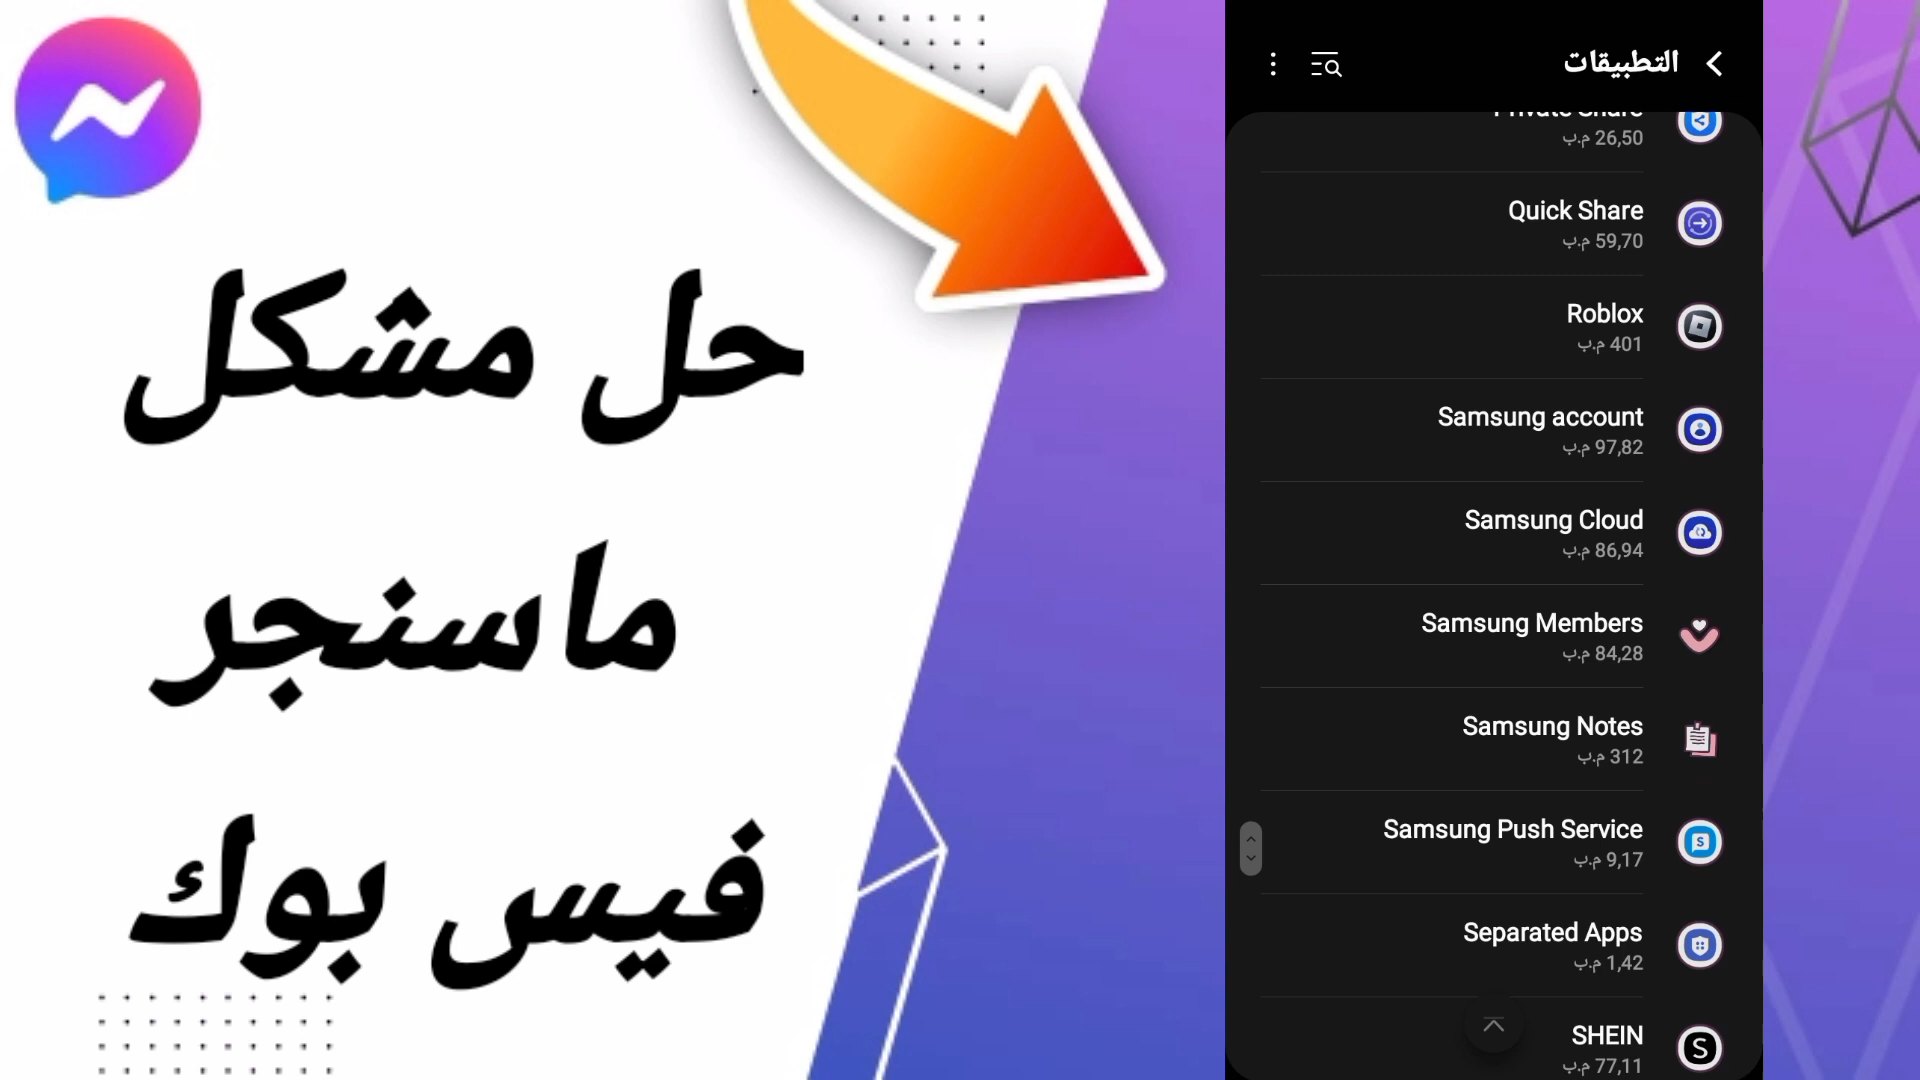 حل مشكل
ماسنجر
فيس بوك
التطبيقات
Private Share
26,50 م.ب
Quick Share
59,70 م.ب
Roblox
401 م.ب
Samsung account
97,82 م.ب
Samsung Cloud
86,94 م.ب
Samsung Members
84,28 م.ب
Samsung Notes
312 م.ب
Samsung Push Service
9,17 م.ب
Separated Apps
1,42 م.ب
SHEIN
77,11 م.ب